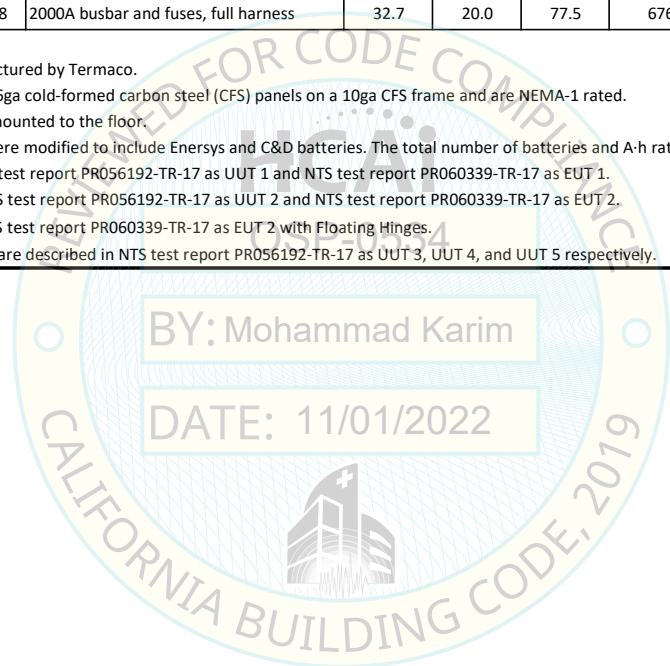 8 2000A busbar and fuses, full harness 32.7 20.0 77.5 676
ctured by Termaco.
6ga cold-formed carbon steel (CFS) panels on a 10ga CFS frame and are NEMA-1 rated.
nounted to the floor.
ere modified to include Enersys and C&D batteries. The total number of batteries and A·h rat
test report PR056192-TR-17 as UUT 1 and NTS test report PR060339-TR-17 as EUT 1.
S test report PR056192-TR-17 as UUT 2 and NTS test report PR060339-TR-17 as EUT 2.
S test report PR060339-TR-17 as EUT 2 with Floating Hinges.
are described in NTS test report PR056192-TR-17 as UUT 3, UUT 4, and UUT 5 respectively.
REVIEWED FOR CODE COMPLIANCE
HCAi
OSP-0534
BY: Mohammad Karim
DATE: 11/01/2022
CALIFORNIA BUILDING CODE, 2019